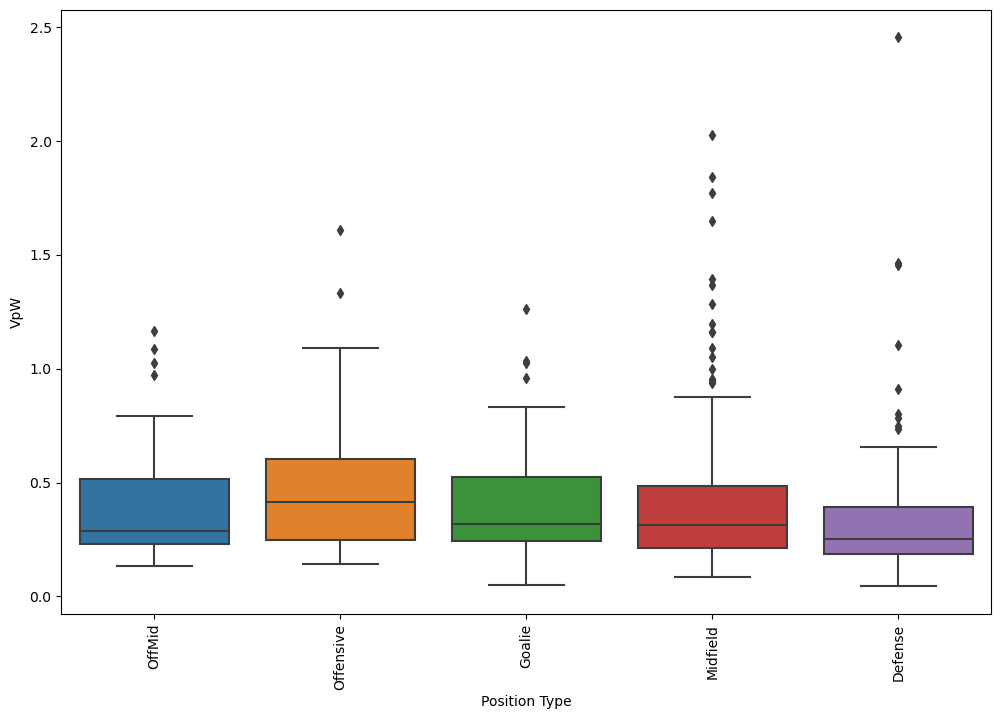 2.5
2.0
1.5
1.0
0.5
0.0
VpW
OffMid
Offensive
Goalie
Midfield
Defense
Position Type